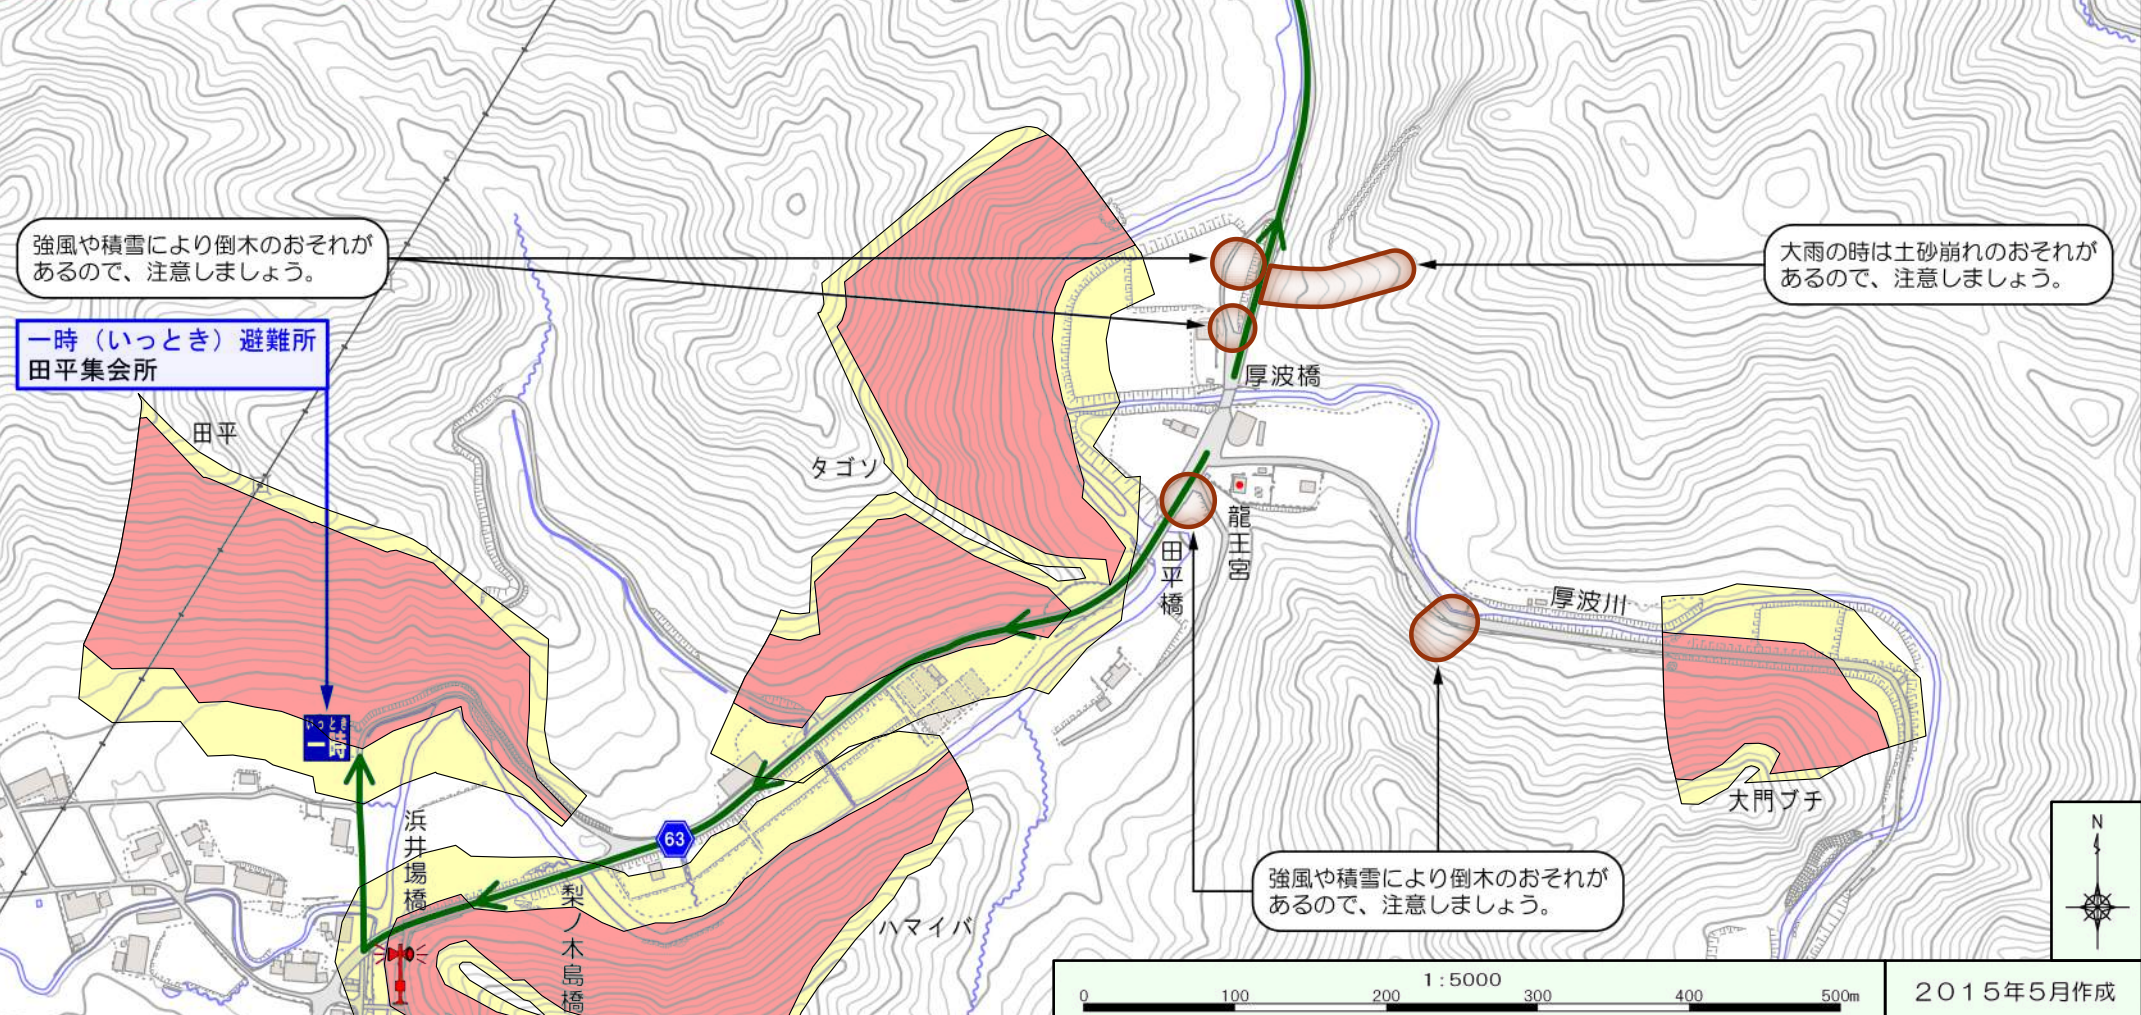 強風や積雪により倒木のおそれが
あるので、注意しましょう。
大雨の時は土砂崩れのおそれが
あるので、注意しましょう。
一時（いっとき）避難所
田平集会所
田平
厚波橋
タゴソ
龍王宮
田平橋
厚波川
いっとき
一時
大門ブチ
浜井場橋
63
梨ノ木島橋
ハマイバ
強風や積雪により倒木のおそれが
あるので、注意しましょう。
N
1:5000
0 100 200 300 400 500m
2015年5月作成